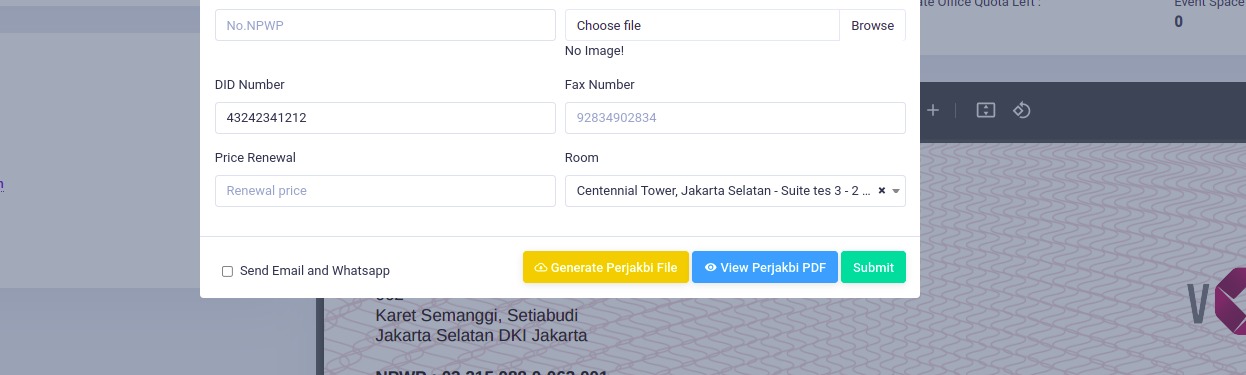 ate Office Quota Left :
Event Space
0
No.NPWP
Choose file
Browse
No Image!
DID Number
Fax Number
43242341212
92834902834
Price Renewal
Room
Renewal price
Centennial Tower, Jakarta Selatan - Suite tes 3 - 2 ...
Send Email and Whatsapp
Generate Perjakbi File
View Perjakbi PDF
Submit
Karet Semanggi, Setiabudi
Jakarta Selatan DKI Jakarta
V